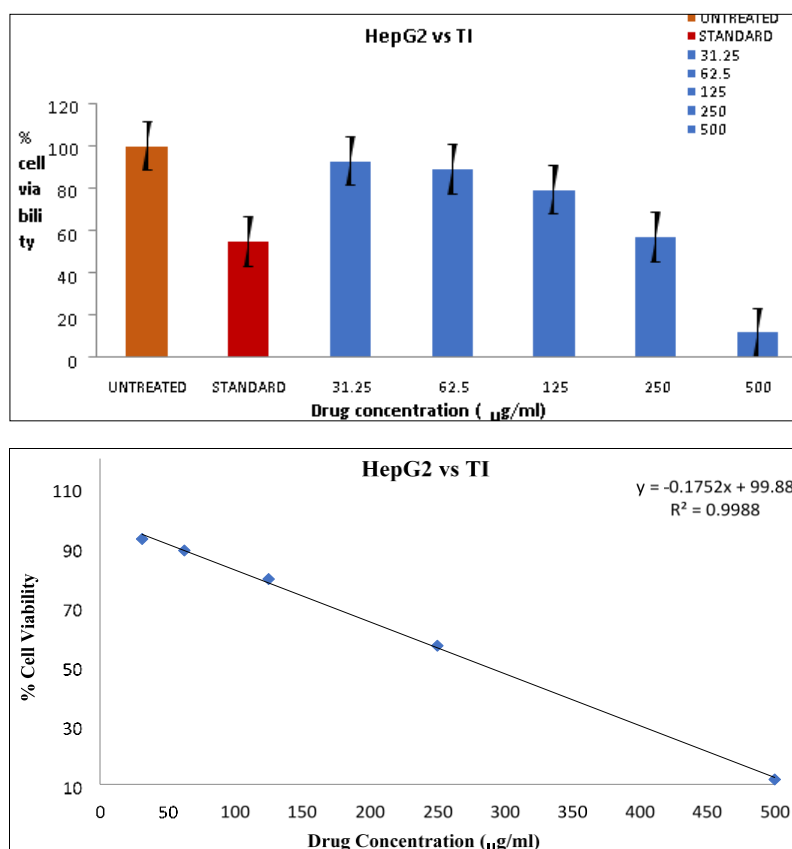 HepG2 vs TI
UNTREATED
STANDARD
31.25
62.5
125
250
500
%
cell
via
bili
ty
120
100
80
60
40
20
0
UNTREATED STANDARD 31.25 62.5 125 250 500
Drug concentration ( μg/ml)
HepG2 vs TI
y = -0.1752x + 99.88
R² = 0.9988
% Cell Viability
110
90
70
50
30
10
0 50 100 150 200 250 300 350 400 450 500
Drug Concentration (μg/ml)